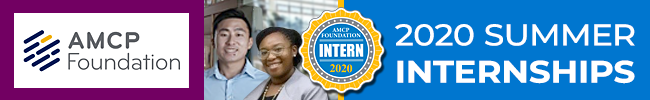 AMCP
Foundation
AMCP
FOUNDATION
INTERN
2020
2020 SUMMER
INTERNSHIPS